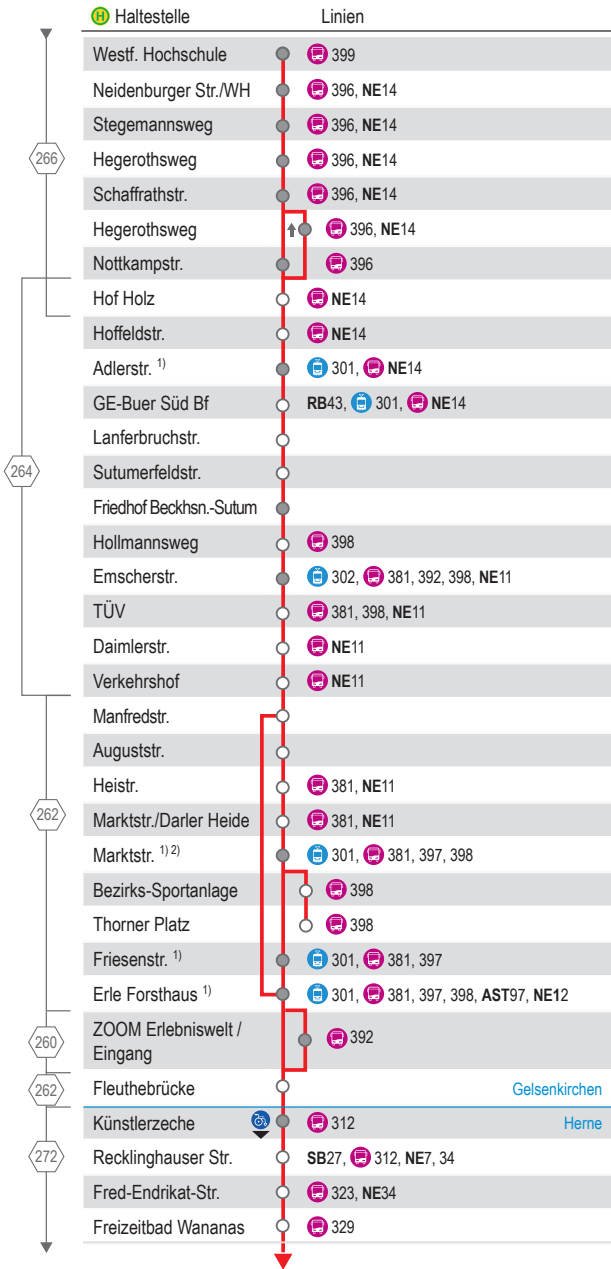 H Haltestelle Linien
Westf. Hochschule 399
Neidenburger Str./WH 396, NE14
Stegemannsweg 396, NE14
266 Hegerothsweg 396, NE14
Schaffrathstr. 396, NE14
Hegerothsweg 396, NE14
Nottkampstr. 396
Hof Holz NE14
Hoffeldstr. NE14
Adlerstr. 1) 301, NE14
GE-Buer Süd Bf RB43, 301, NE14
Lanferbruchstr.
264 Sutumerfeldstr.
Friedhof Beckhsn.-Sutum
Hollmannsweg 398
Emscherstr. 302, 381, 392, 398, NE11
TÜV 381, 398, NE11
Daimlerstr. NE11
Verkehrshof NE11
Manfredstr.
Auguststr.
Heistr. 381, NE11
262 Marktstr./Darler Heide 381, NE11
Marktstr. 1) 2) 301, 381, 397, 398
Bezirks-Sportanlage 398
Thorner Platz 398
Friesenstr. 1) 301, 381, 397
Erle Forsthaus 1) 301, 381, 397, 398, AST97, NE12
260 ZOOM Erlebniswelt / 392
Eingang
262 Fleuthebrücke Gelsenkirchen
Künstlerzeche 312 Herne
272 Recklinghauser Str. SB27, 312, NE7, 34
Fred-Endrikat-Str. 323, NE34
Freizeitbad Wananas 329